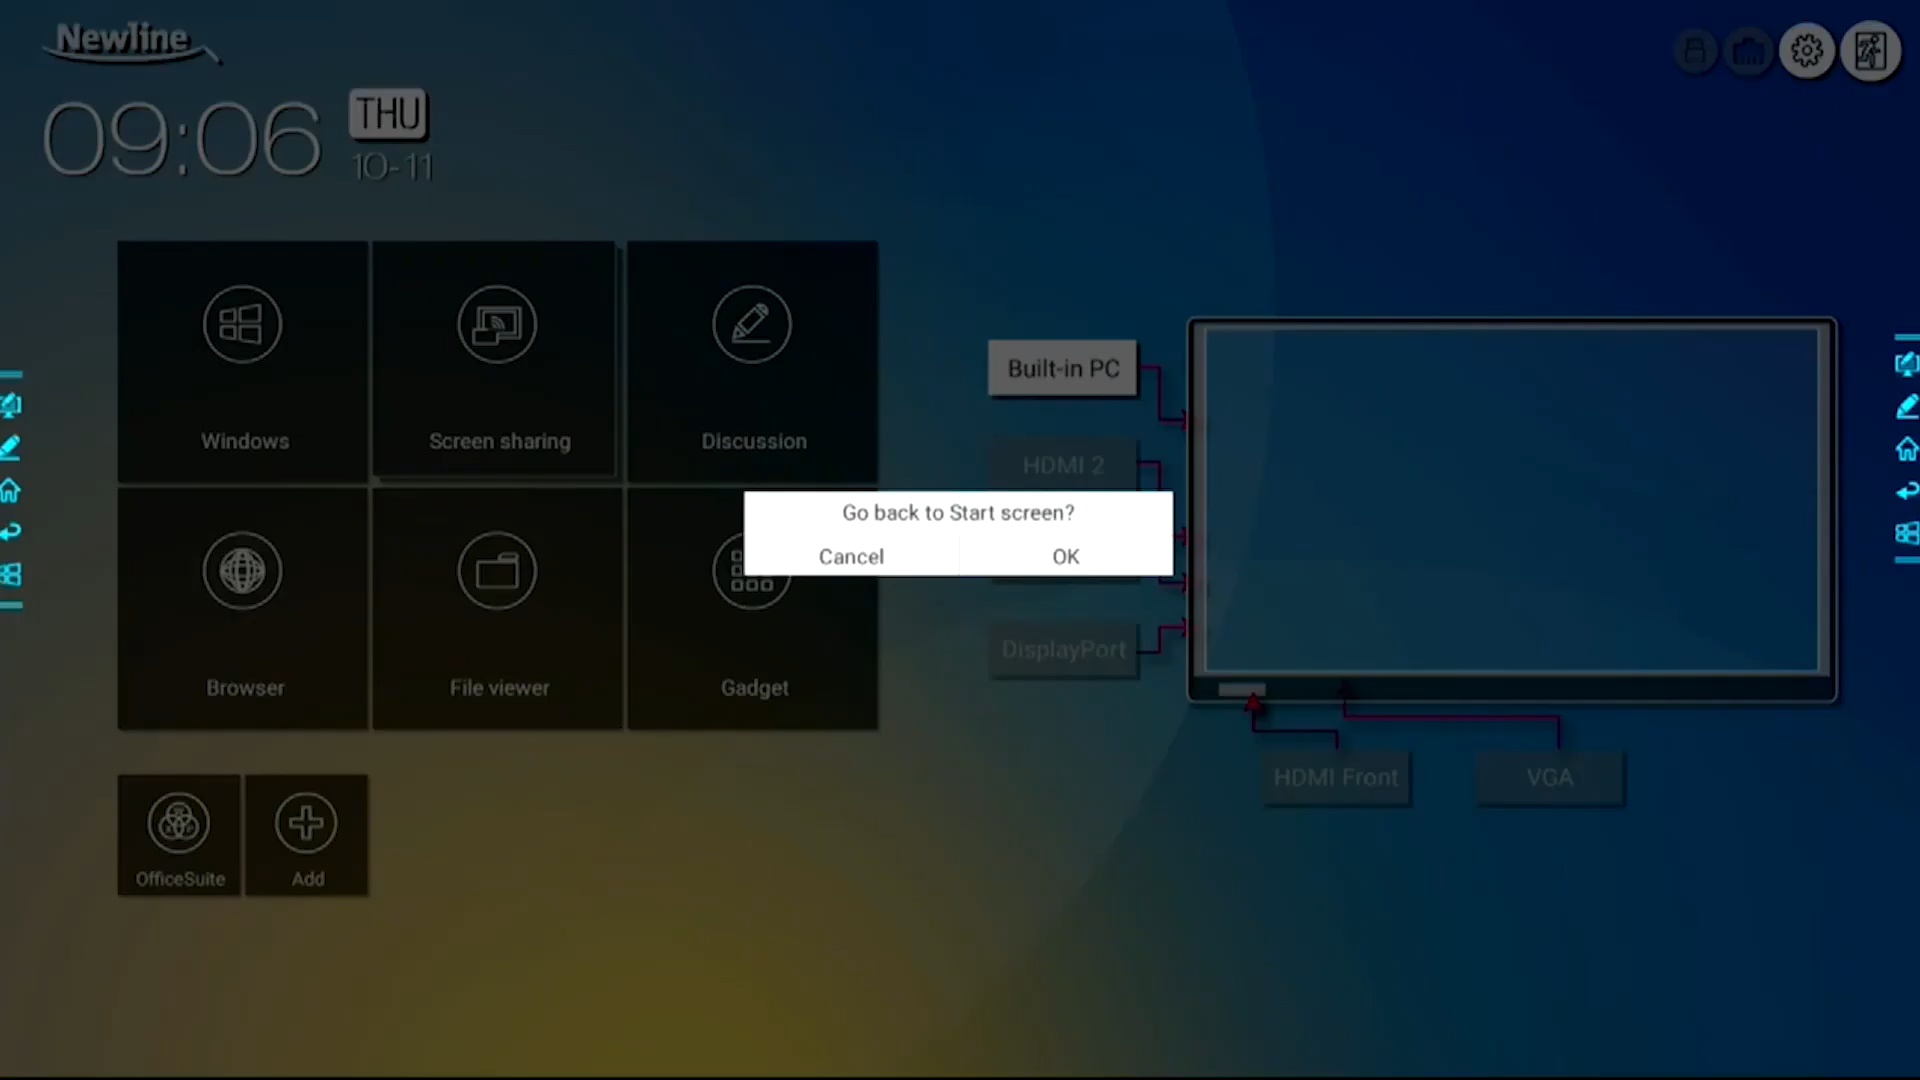 Newline
09:06
THU
10-11
Windows
Screen sharing
Discussion
Browser
File viewer
Gadget
OfficeSuite
Add
Built-in PC
HDMI 2
DisplayPort
HDMI Front
VGA
Go back to Start screen?
Cancel
OK